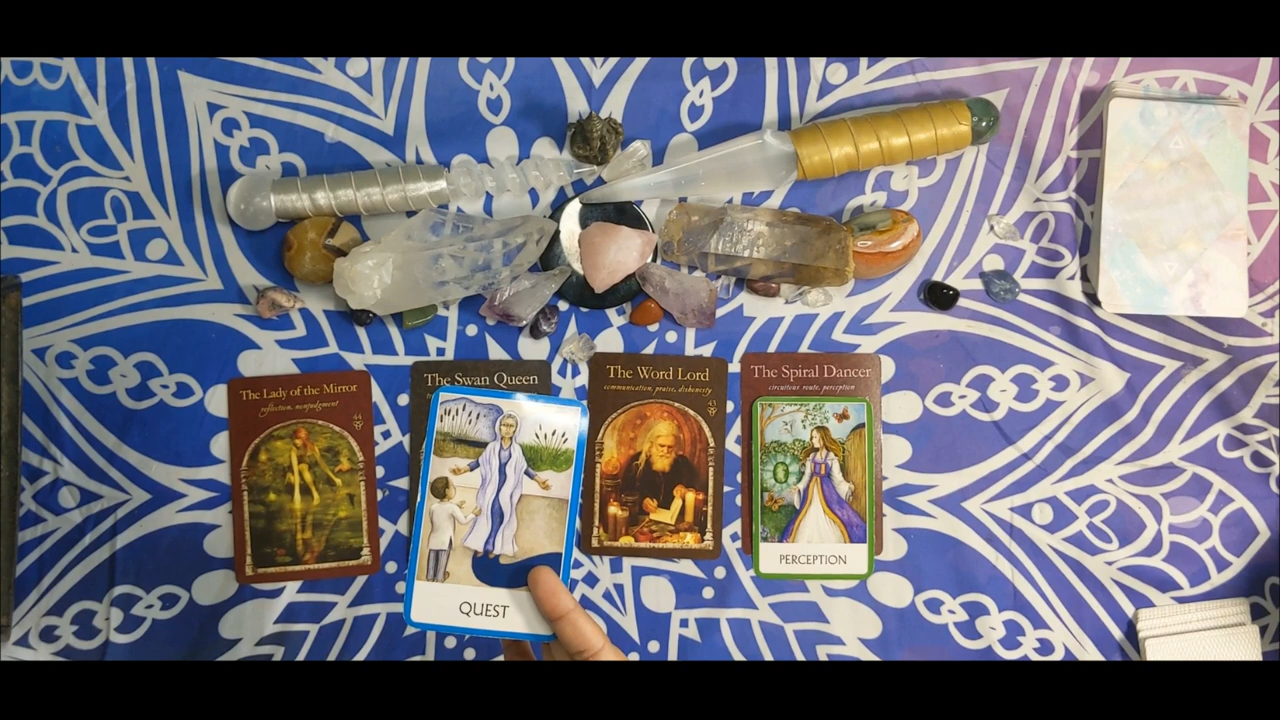 The Lady of the Mirror
reflection, nonjudgment
44
The Swan Queen
QUEST
The Word Lord
communication, praise, dishonesty
43
The Spiral Dancer
circuitous route, perception
PERCEPTION